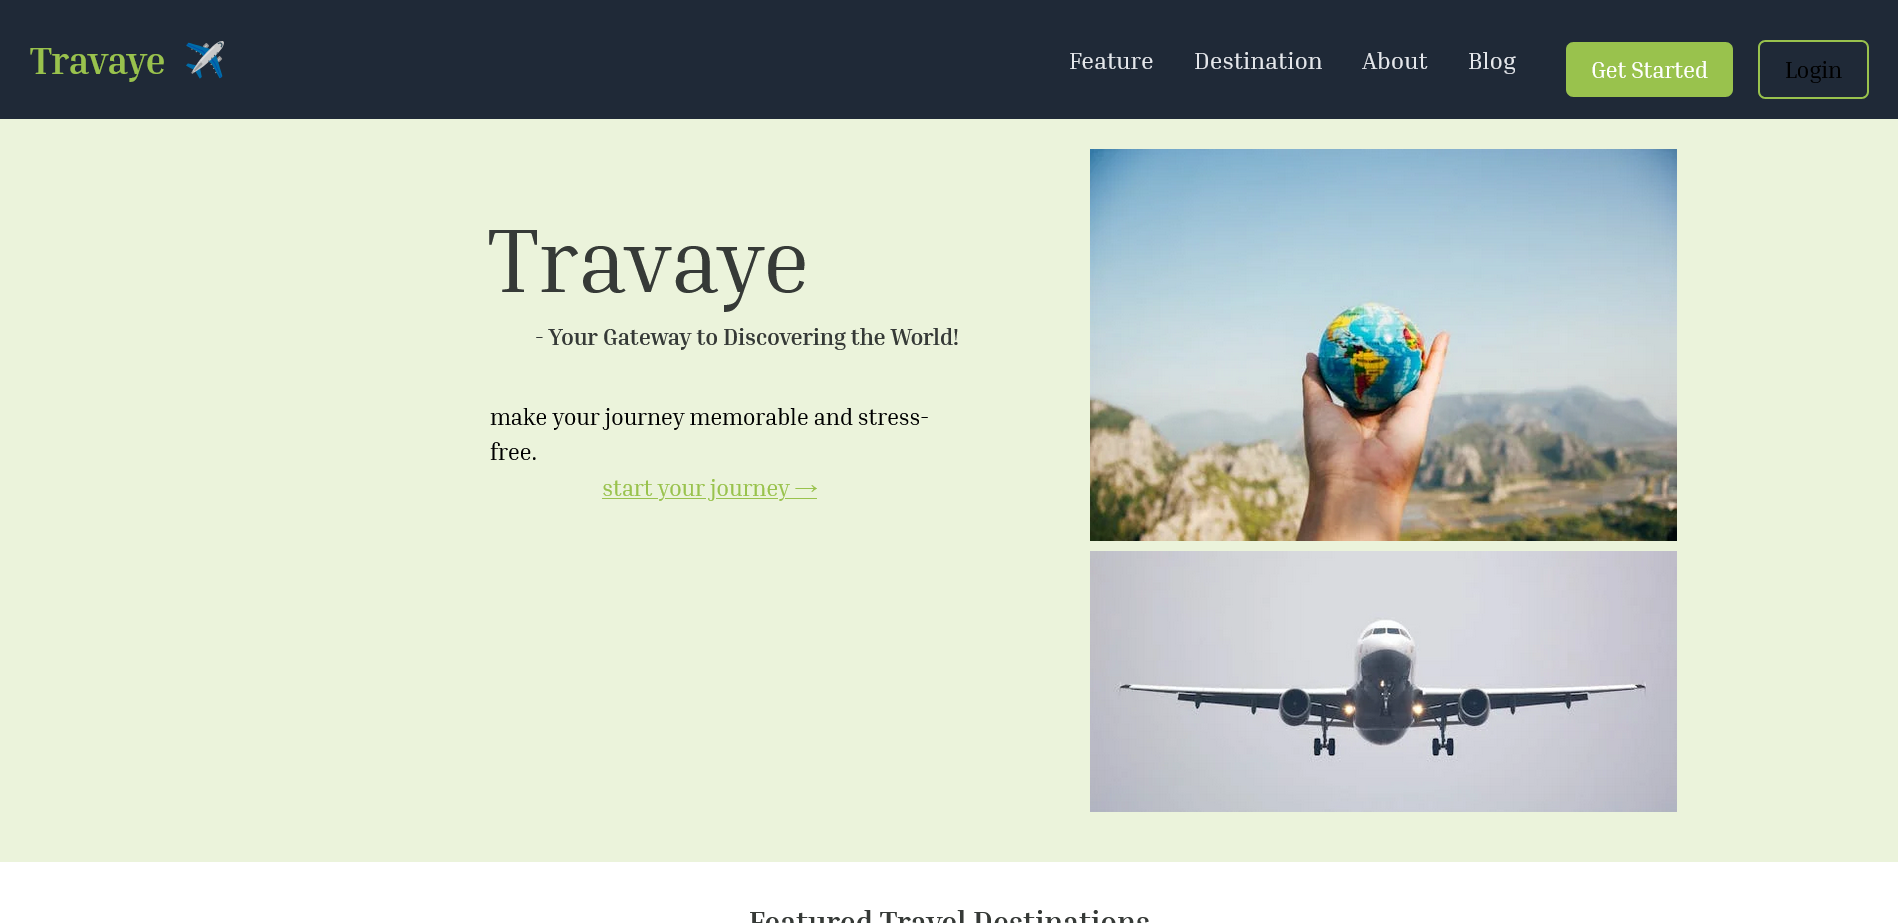 Travaye ✈️
Feature Destination About Blog Get Started Login
Travaye
- Your Gateway to Discovering the World!
make your journey memorable and stress-
free.
start your journey →
Featured Travel Destinations